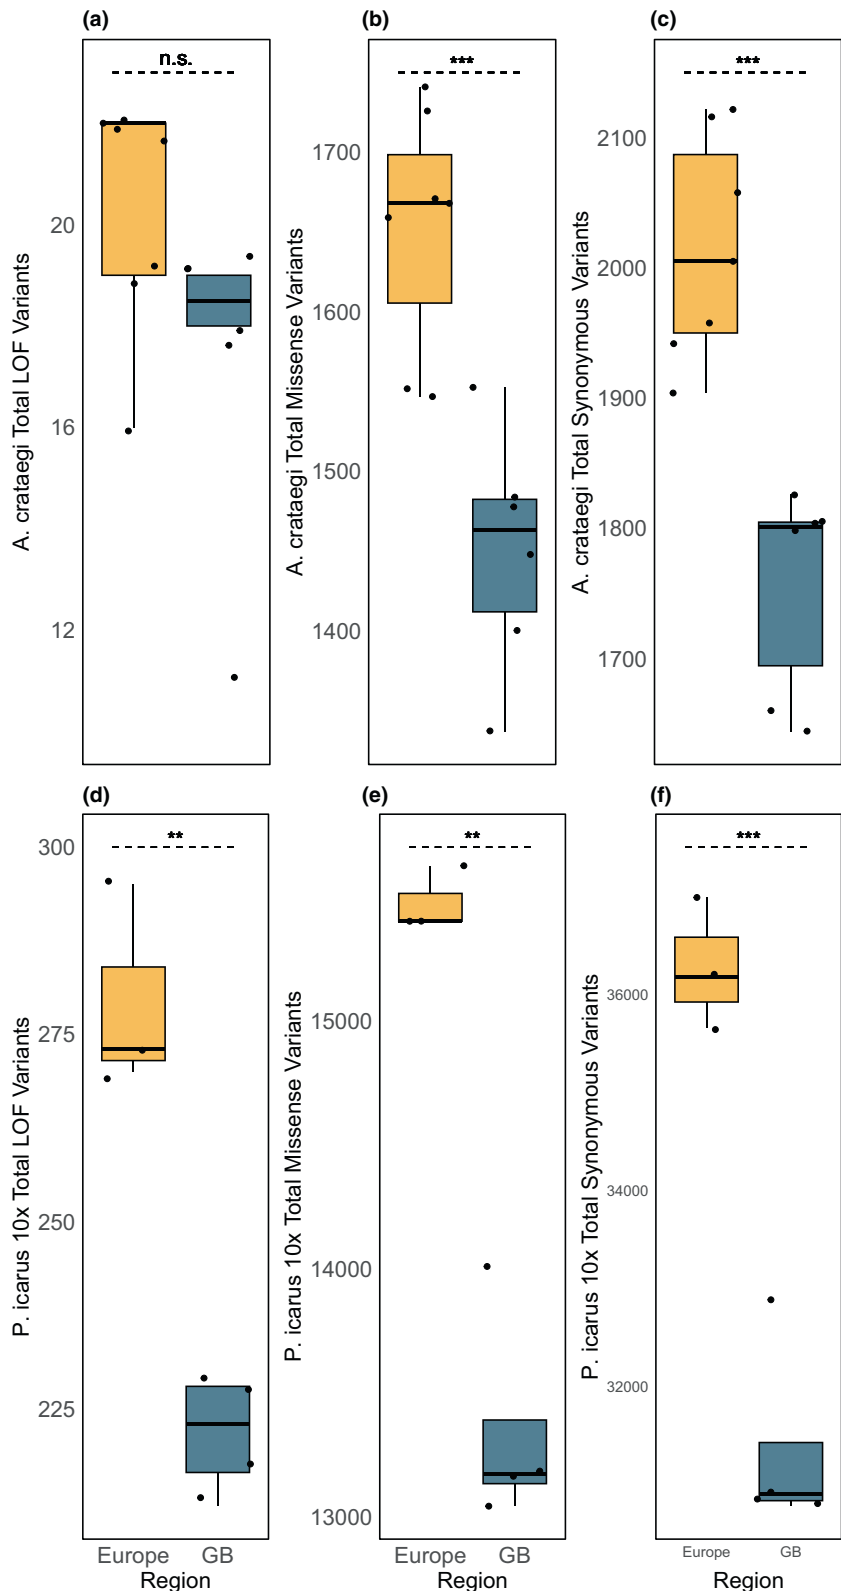 (a)
(b)
(c)
n.s.
***
***
A. crataegi Total LOF Variants
20
16
12
A. crataegi Total Missense Variants
1700
1600
1500
1400
A. crataegi Total Synonymous Variants
2100
2000
1900
1800
1700
(d)
(e)
(f)
**
**
***
P. icarus 10x Total LOF Variants
300
275
250
225
P. icarus 10x Total Missense Variants
15000
14000
13000
P. icarus 10x Total Synonymous Variants
36000
34000
32000
Europe GB
Region
Europe GB
Region
Europe GB
Region